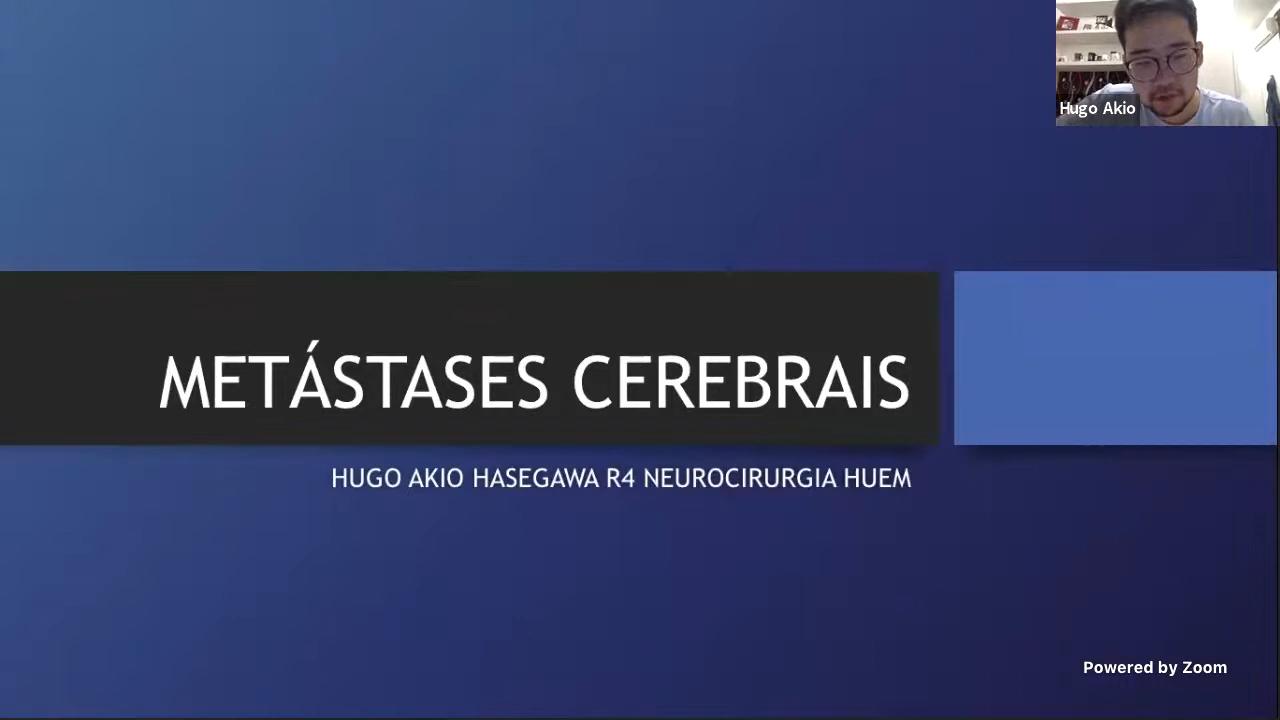 Hugo Akio
METÁSTASES CEREBRAIS
HUGO AKIO HASEGAWA R4 NEUROCIRURGIA HUEM
Powered by Zoom